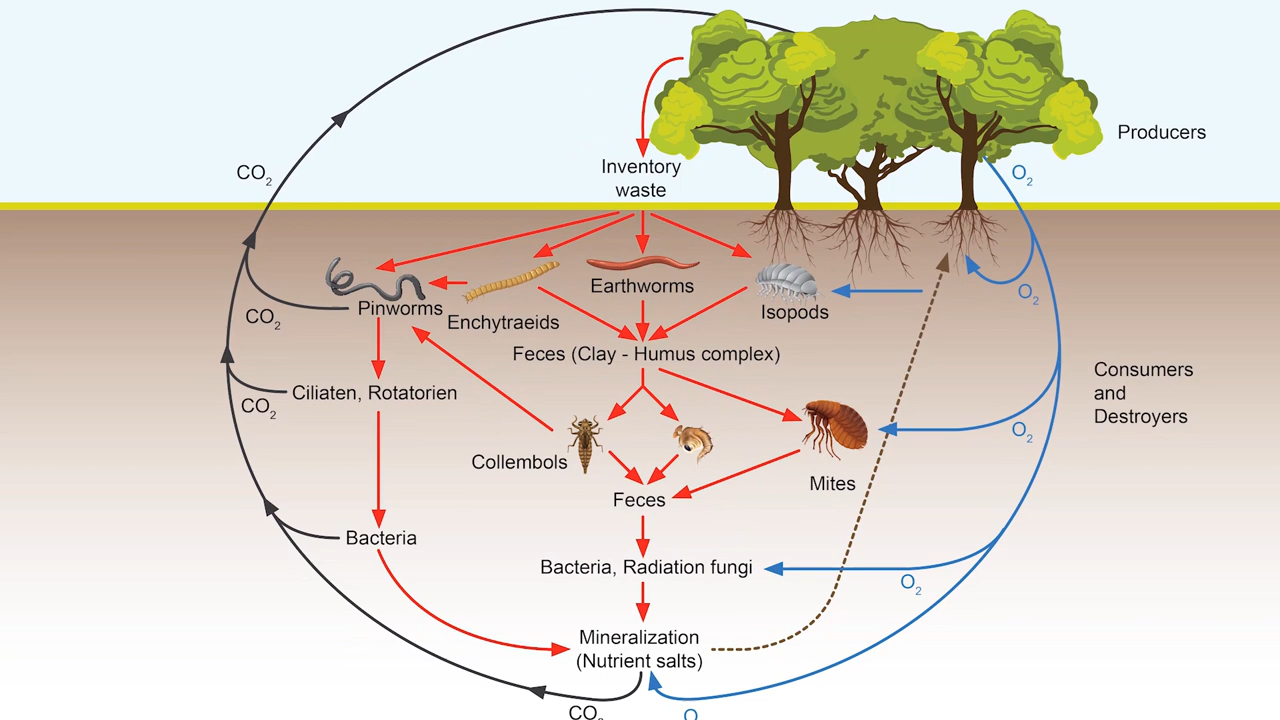 Producers
CO2
O2
Inventory
waste
Earthworms
O2
Pinworms
Enchytraeids
Isopods
CO2
Feces (Clay - Humus complex)
Consumers
and
Destroyers
Ciliaten, Rotatorien
CO2
O2
Collembols
Mites
Feces
Bacteria
Bacteria, Radiation fungi
O2
Mineralization
(Nutrient salts)
CO2
O